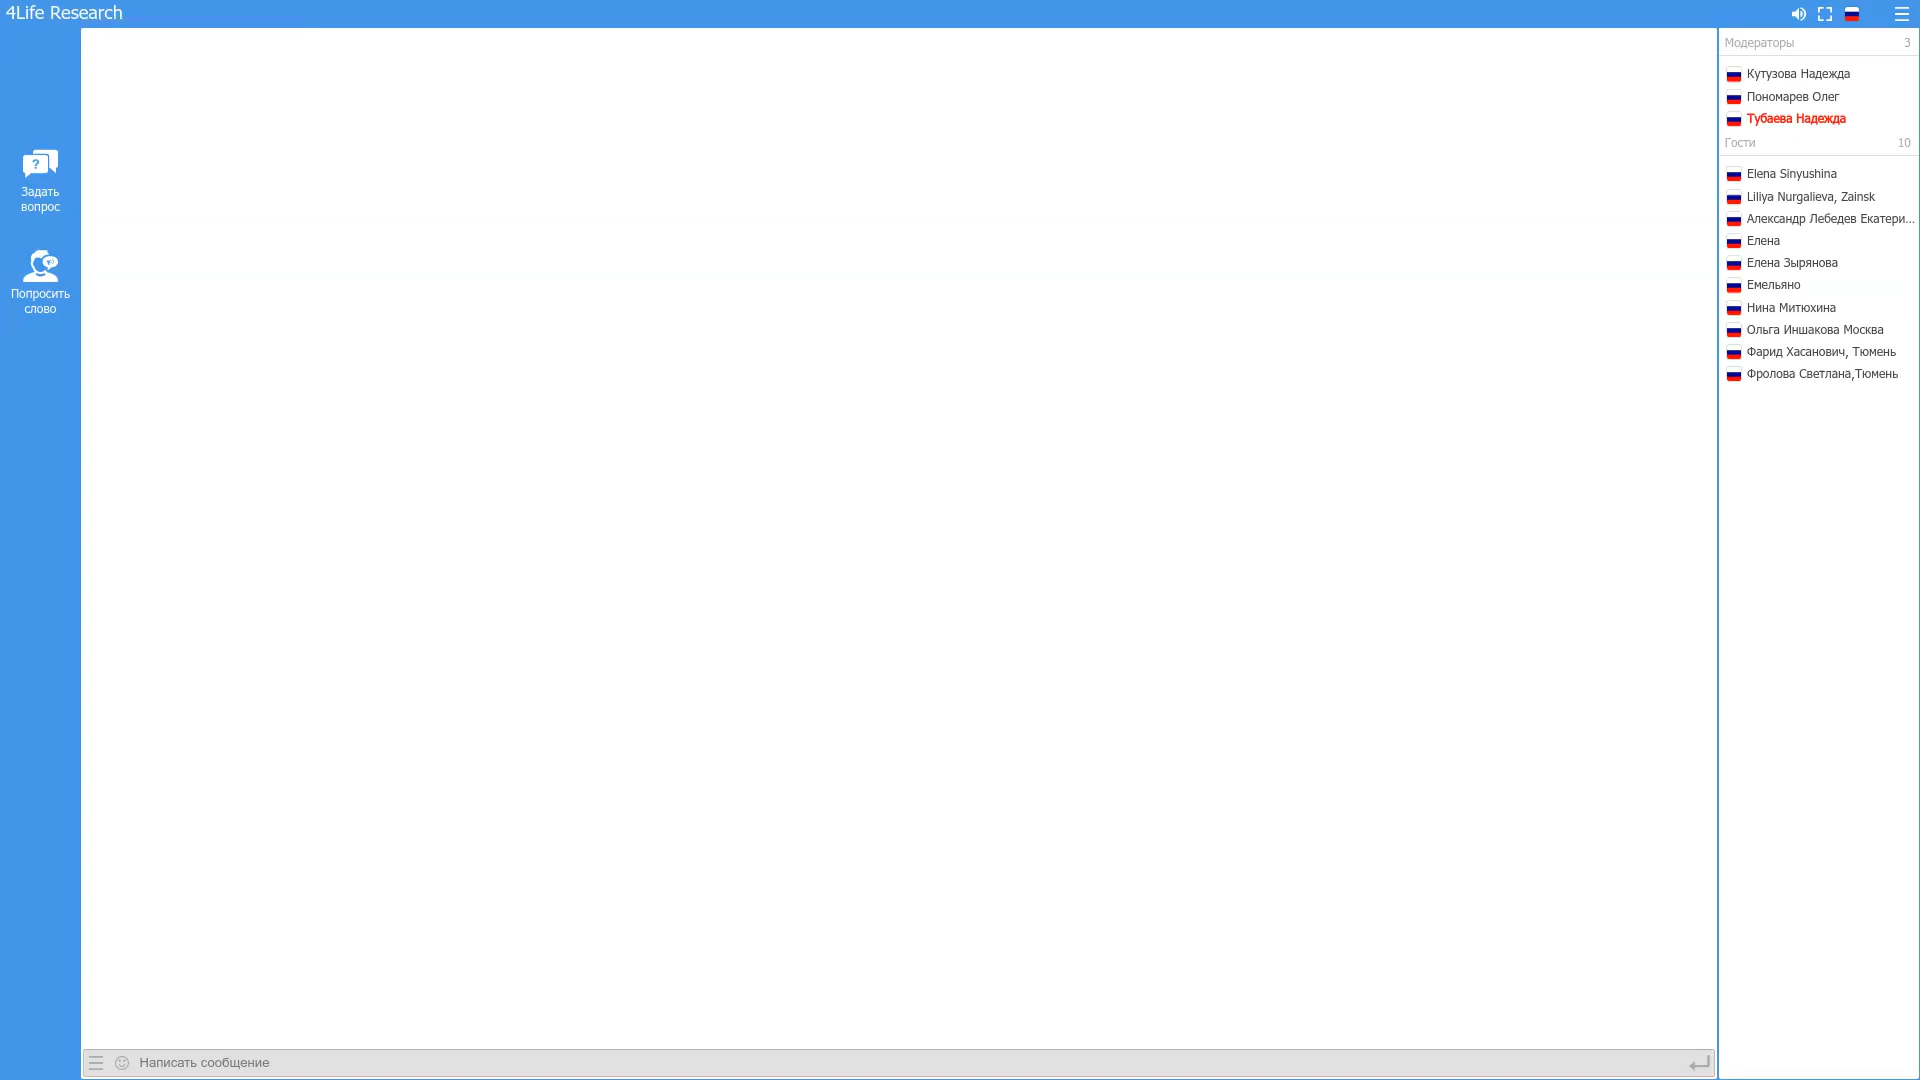 4Life Research
Модераторы 3
Кутузова Надежда
Пономарев Олег
Тубаева Надежда
Гости 10
Elena Sinyushina
Liliya Nurgalieva, Zainsk
Александр Лебедев Екатери...
Елена
Елена Зырянова
Емельяно
Нина Митюхина
Ольга Иншакова Москва
Фарид Хасанович, Тюмень
Фролова Светлана,Тюмень
?
Задать
вопрос
Попросить
слово
Написать сообщение